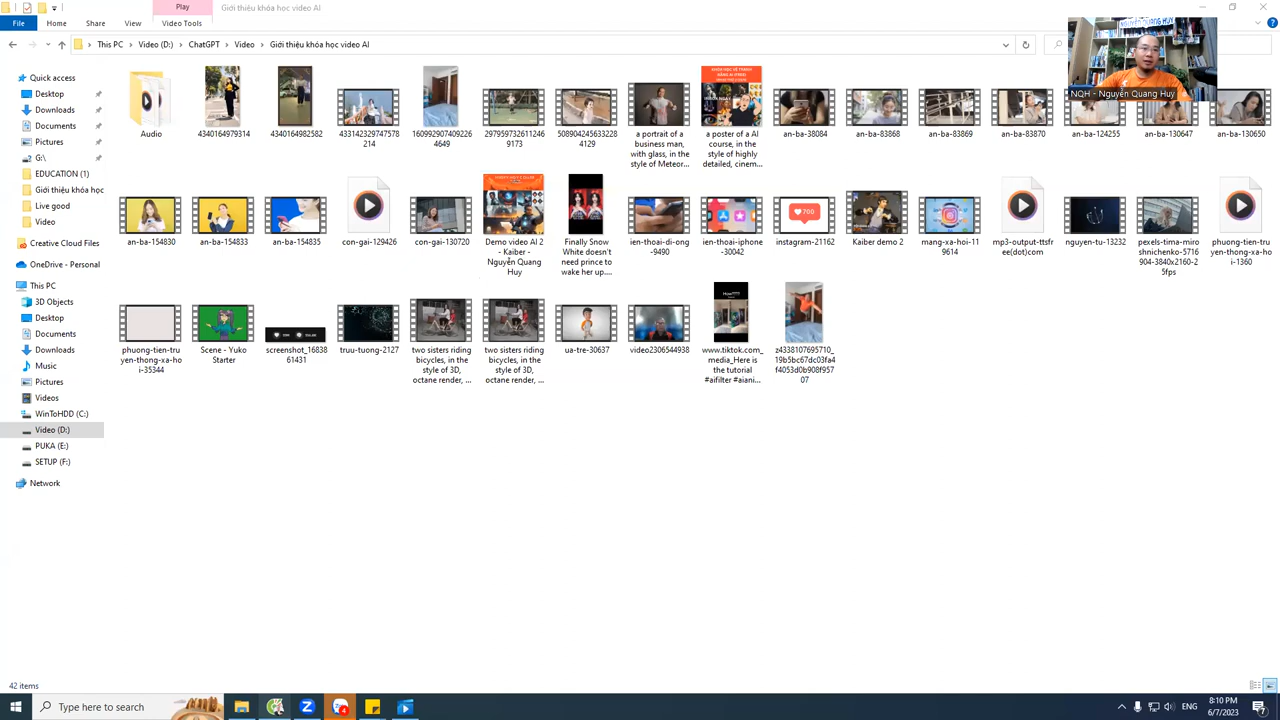 Play
Giới thiệu khóa học video AI
File
Home
Share
View
Video Tools
This PC
Video (D:)
ChatGPT
Video
Giới thiệu khóa học video AI
NQH - Nguyễn Quang Huy
Quick access
Desktop
Downloads
Documents
Pictures
G:\
EDUCATION (1)
Giới thiệu khóa học
Live good
Video
Creative Cloud Files
OneDrive - Personal
This PC
3D Objects
Desktop
Documents
Downloads
Music
Pictures
Videos
WinToHDD (C:)
Video (D:)
PUKA (E:)
SETUP (F:)
Network
Audio
4340164979314
4340164982582
433142329747578
214
160992907409226
4649
297959732611246
9173
508904245633228
4129
a portrait of a
business man,
with glass, in the
style of Meteor...
a poster of a AI
course, in the
style of highly
detailed, cinem...
an-ba-38084
an-ba-83868
an-ba-83869
an-ba-83870
an-ba-124255
an-ba-130647
an-ba-130650
an-ba-154830
an-ba-154833
an-ba-154835
con-gai-129426
con-gai-130720
Demo video AI 2
- Kaiber -
Nguyễn Quang
Huy
Finally Snow
White doesn't
need prince to
wake her up....
ien-thoai-di-ong
-9490
ien-thoai-iphone
-30042
700
instagram-21162
Kaiber demo 2
mang-xa-hoi-11
9614
mp3-output-ttsf
ree(dot)com
nguyen-tu-13232
pexels-tima-miro
shnichenko-5716
904-3840x2160-2
5fps
phuong-tien-tru
yen-thong-xa-ho
i-1360
phuong-tien-tru
yen-thong-xa-ho
i-35344
Scene - Yuko
Starter
screenshot_16838
61431
truu-tuong-2127
two sisters riding
bicycles, in the
style of 3D,
octane render, ...
two sisters riding
bicycles, in the
style of 3D,
octane render, ...
ua-tre-30637
video2306544938
www.tiktok.com_
media_Here is
the tutorial
#aifilter #aiani...
z4338107695710_
19b5bc67dc03fa4
f4053d0b908f957
07
42 items
Type here to search
4
ENG
8:10 PM
6/7/2023